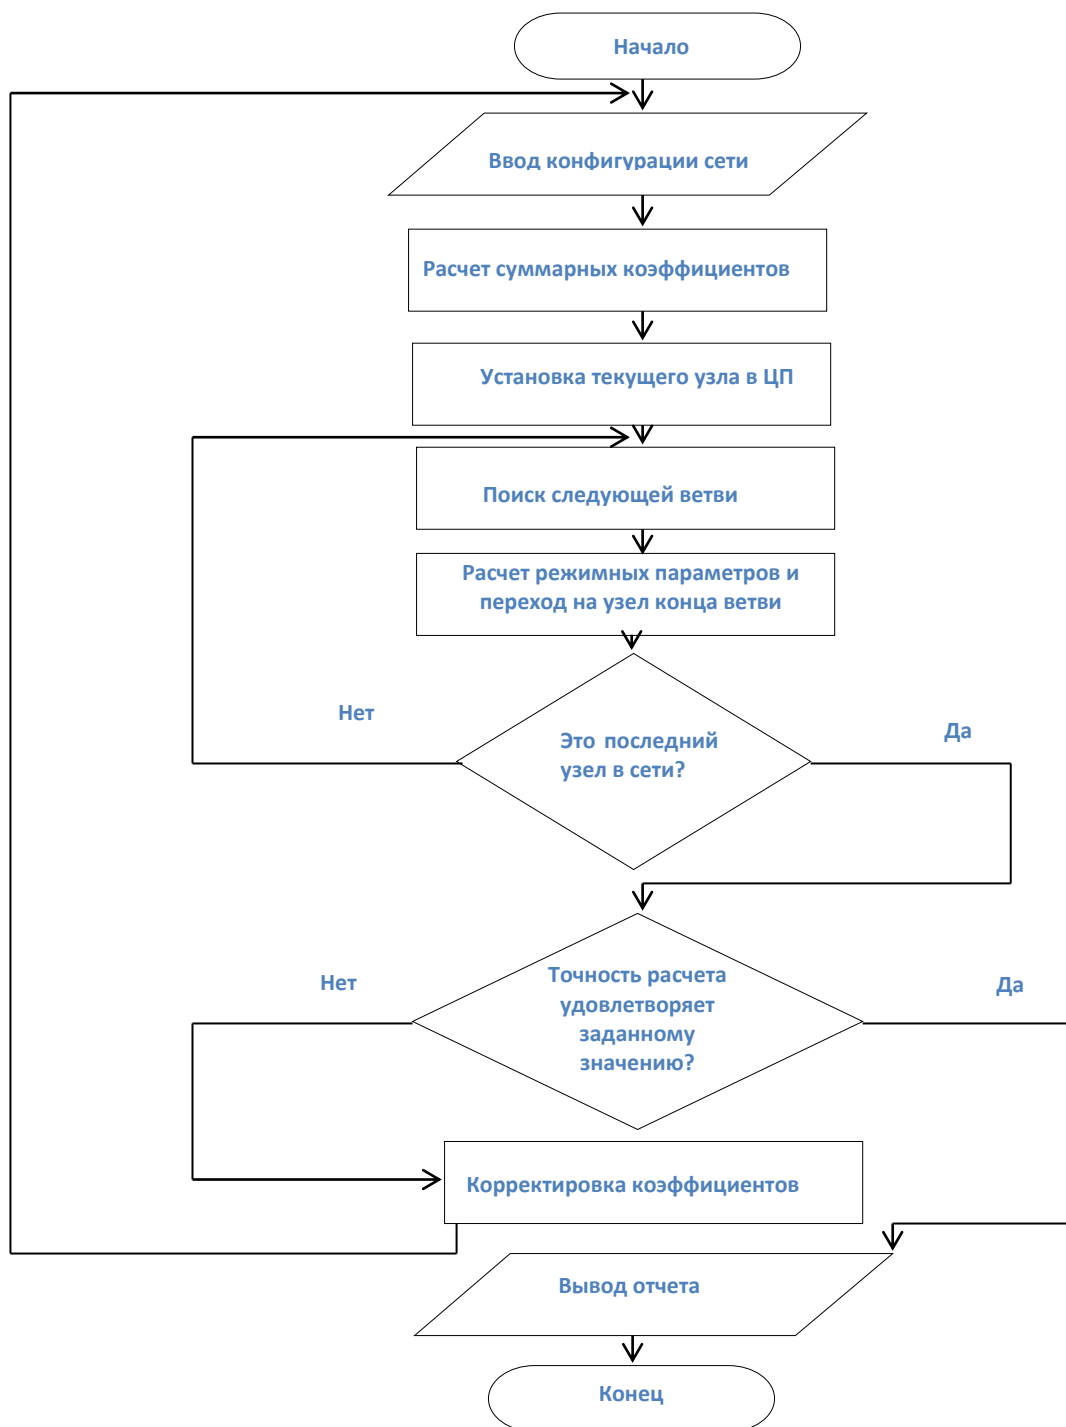 Начало
Ввод конфигурации сети
Расчет суммарных коэффициентов
Установка текущего узла в ЦП
Поиск следующей ветви
Расчет режимных параметров и
переход на узел конца ветви
Нет
Да
Это последний
узел в сети?
Нет
Да
Точность расчета
удовлетворяет
заданному
значению?
Корректировка коэффициентов
Вывод отчета
Конец